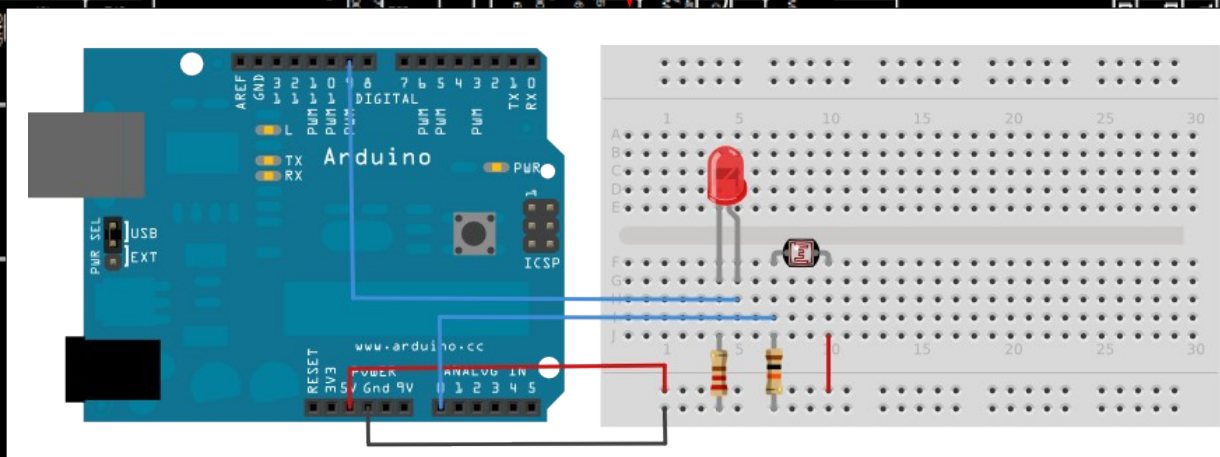 AREF
GND
13
12
PWM 11
PWM 10
PWM 9
8
DIGITAL
7
PWM 6
PWM 5
4
PWM 3
2
TX 1
RX 0
L
TX
RX
Arduino
PWR
1
ICSP
PWR SEL
USB
EXT
www.arduino.cc
POWER
ANALOG IN
RESET
3V3
5V Gnd 9V
0 1 2 3 4 5
1 5 10 15 20 25 30
A
B
C
D
E
F
G
H
I
J
1 5 10 15 20 25 30